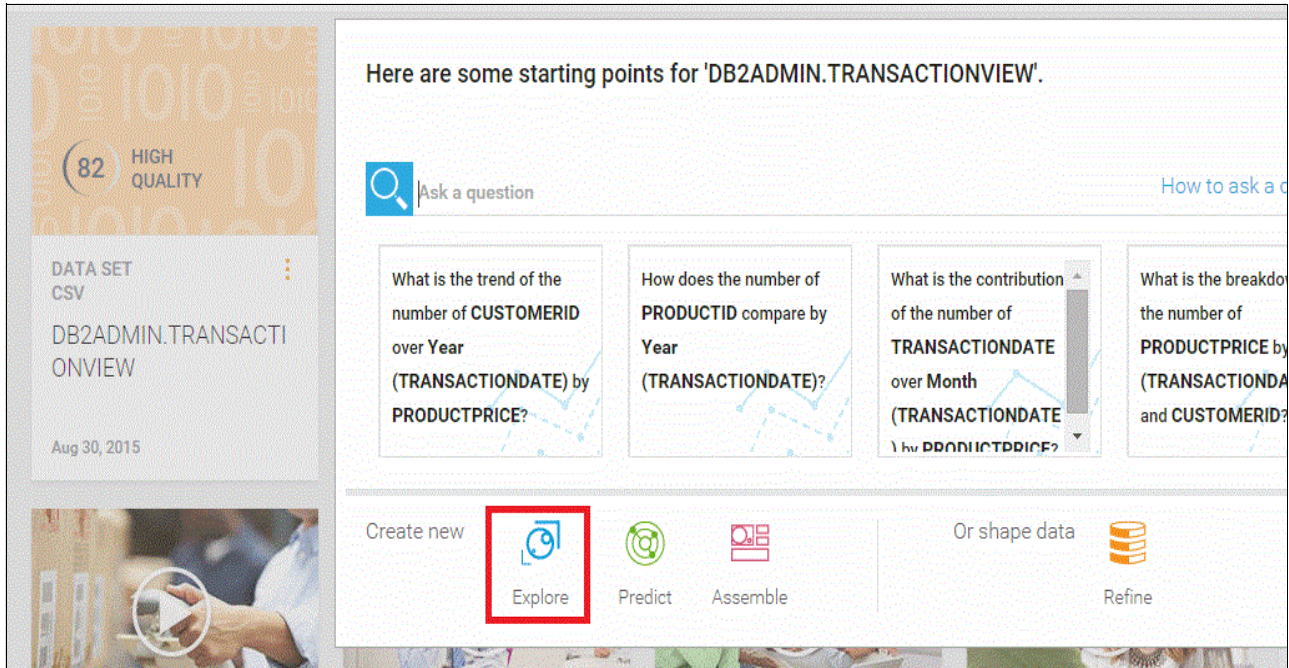 82
HIGH
QUALITY
DATA SET
CSV
DB2ADMIN.TRANSACTI
ONVIEW
Aug 30, 2015
Here are some starting points for 'DB2ADMIN.TRANSACTIONVIEW'.
Ask a question
How to ask a
What is the trend of the
number of CUSTOMERID
over Year
(TRANSACTIONDATE) by
PRODUCTPRICE?
How does the number of
PRODUCTID compare by
Year
(TRANSACTIONDATE)?
What is the contribution
of the number of
TRANSACTIONDATE
over Month
(TRANSACTIONDATE
) by PRODUCTPRICE?
What is the breakdo
the number of
PRODUCTPRICE by
(TRANSACTIONDA
and CUSTOMERID?
Create new
Explore
Predict
Assemble
Or shape data
Refine